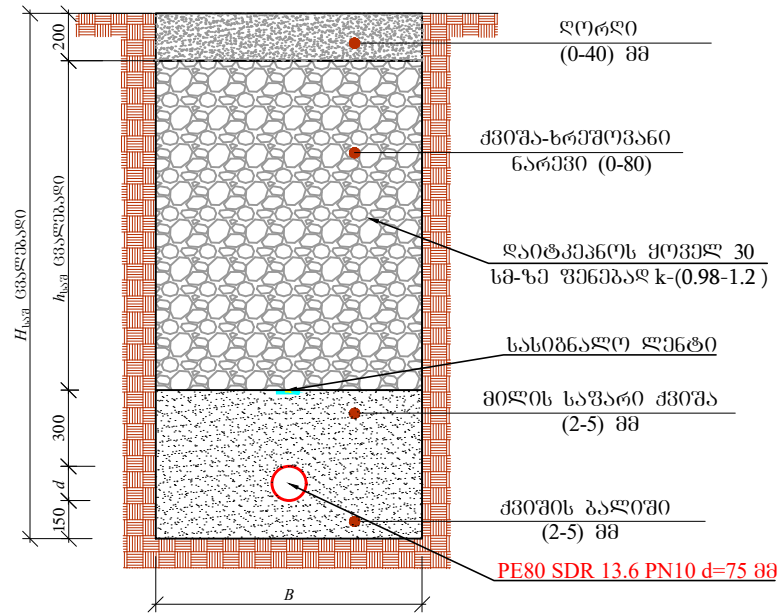 ღორღი
(0-40) მმ
ქვიშა-ხრეშოვანი
ნარევი (0-80)
დაიტკეპნოს ყოველ 30
სმ-ზე ფენებად k-(0.98-1.2 )
სასიგნალო ლენტი
მილის საფარი ქვიშა
(2-5) მმ
ქვიშის ბალიში
(2-5) მმ
PE80 SDR 13.6 PN10 d=75 მმ
200
hსაშ ცვალებადი
Hსაშ ცვალებადი
300
d
150
B